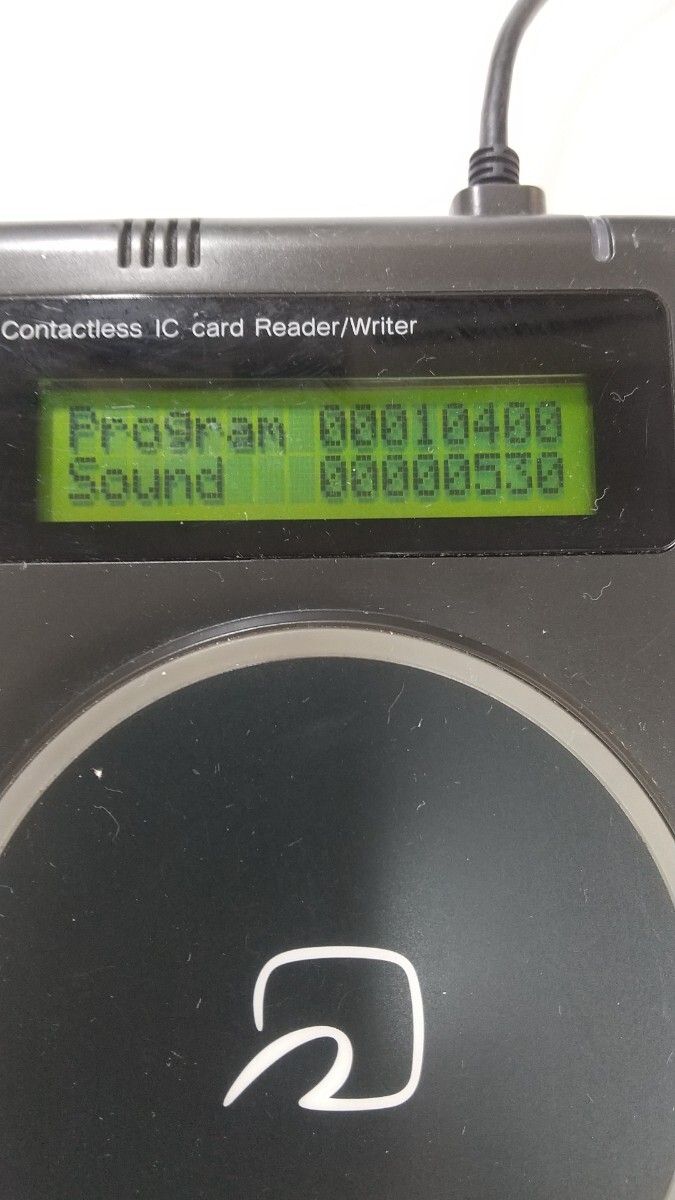 Contactless IC card Reader/Writer
Program 00010400
Sound 00000530